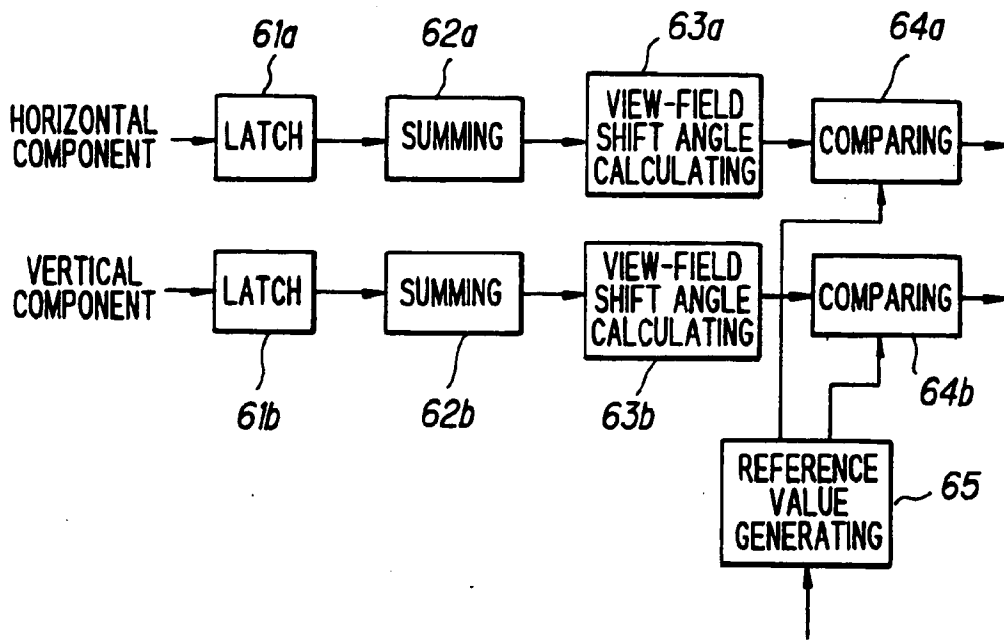 61a
62a
63a
64a
HORIZONTAL
COMPONENT
LATCH
SUMMING
VIEW-FIELD
SHIFT ANGLE
CALCULATING
COMPARING
VERTICAL
COMPONENT
LATCH
SUMMING
VIEW-FIELD
SHIFT ANGLE
CALCULATING
COMPARING
61b
62b
63b
64b
REFERENCE
VALUE
GENERATING
65